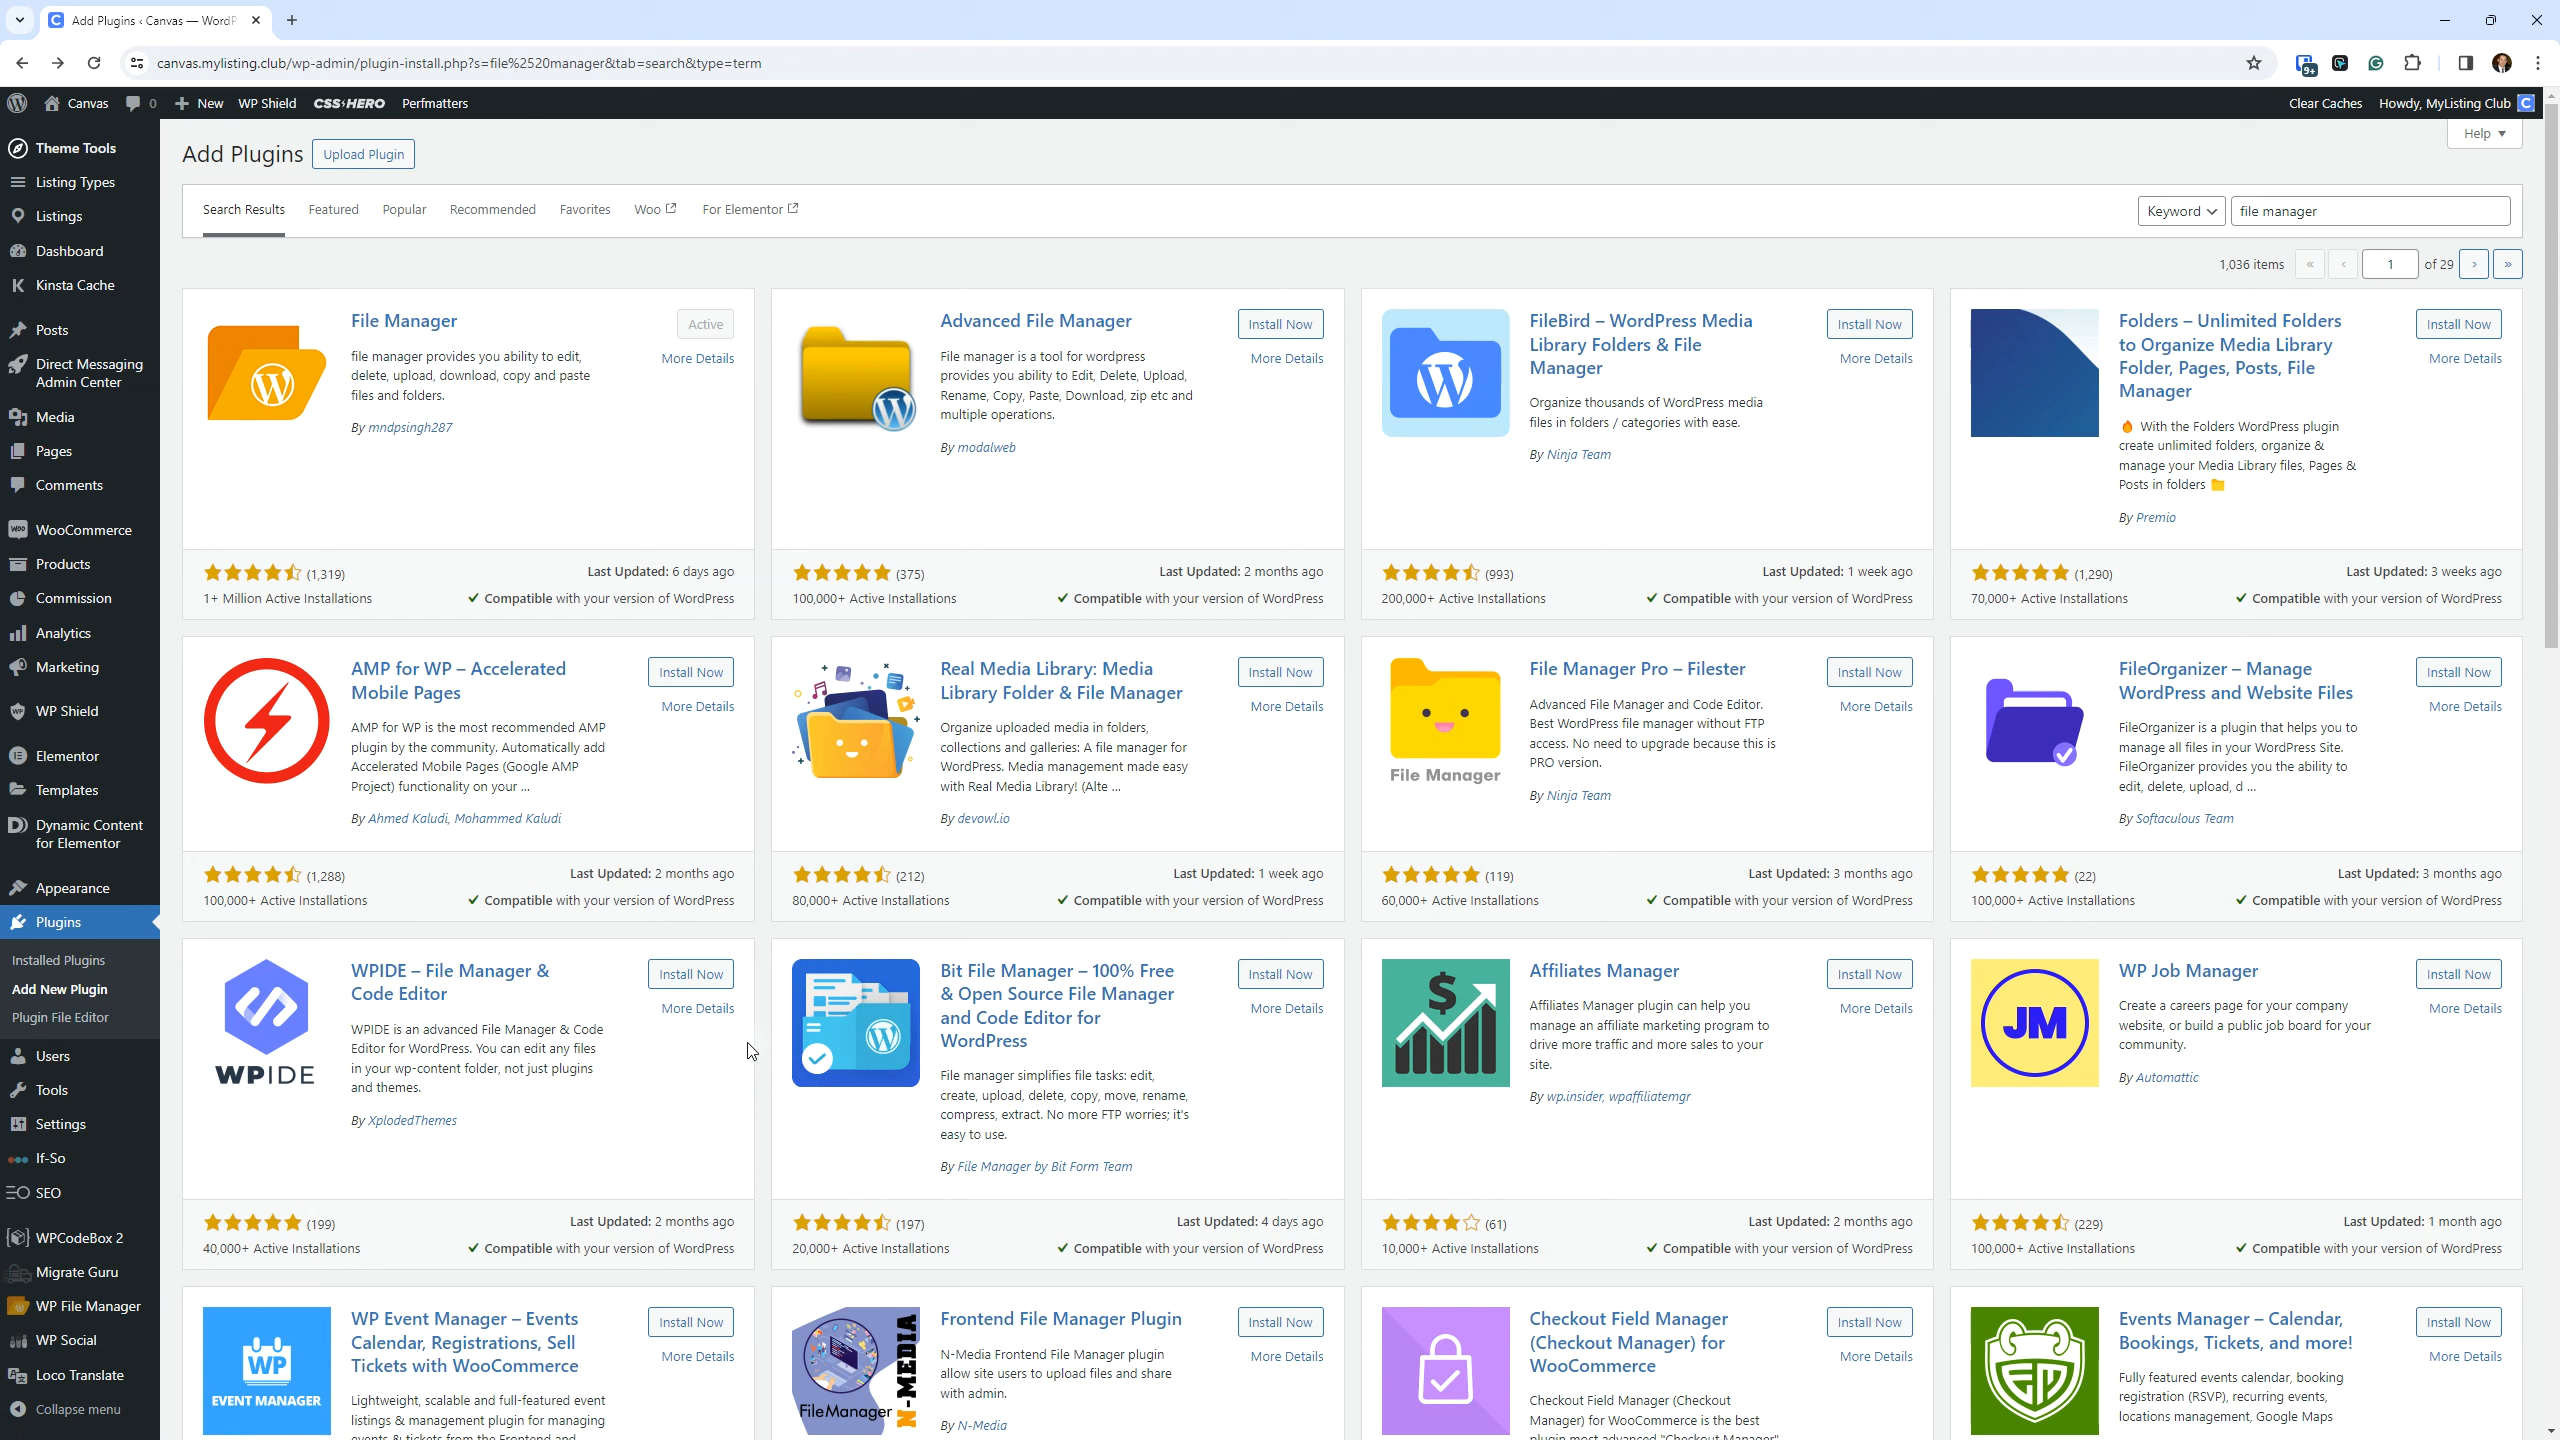 Add Plugins ‹ Canvas — WordP
canvas.mylisting.club/wp-admin/plugin-install.php?s=file%2520manager&tab=search&type=term
9+
Canvas
0
New
WP Shield
CSS HERO
Perfmatters
Clear Caches
Howdy, MyListing Club
Theme Tools
Listing Types
Listings
Dashboard
Kinsta Cache
Posts
Direct Messaging
Admin Center
Media
Pages
Comments
WooCommerce
Products
Commission
Analytics
Marketing
WP Shield
Elementor
Templates
Dynamic Content
for Elementor
Appearance
Plugins
Installed Plugins
Add New Plugin
Plugin File Editor
Users
Tools
Settings
If-So
SEO
WPCodeBox 2
Migrate Guru
WP File Manager
WP Social
Loco Translate
Collapse menu
Help
Add Plugins
Upload Plugin
Search Results
Featured
Popular
Recommended
Favorites
Woo
For Elementor
Keyword
file manager
1,036 items
«
‹
1
of 29
›
»
File Manager
Active
More Details
file manager provides you ability to edit,
delete, upload, download, copy and paste
files and folders.
By mndpsingh287
(1,319)
Last Updated: 6 days ago
1+ Million Active Installations
Compatible with your version of WordPress
Advanced File Manager
Install Now
More Details
File manager is a tool for wordpress
provides you ability to Edit, Delete, Upload,
Rename, Copy, Paste, Download, zip etc and
multiple operations.
By modalweb
(375)
Last Updated: 2 months ago
100,000+ Active Installations
Compatible with your version of WordPress
FileBird – WordPress Media
Library Folders & File
Manager
Install Now
More Details
Organize thousands of WordPress media
files in folders / categories with ease.
By Ninja Team
(993)
Last Updated: 1 week ago
200,000+ Active Installations
Compatible with your version of WordPress
Folders – Unlimited Folders
to Organize Media Library
Folder, Pages, Posts, File
Manager
Install Now
More Details
🔥 With the Folders WordPress plugin
create unlimited folders, organize &
manage your Media Library files, Pages &
Posts in folders 📁
By Premio
(1,290)
Last Updated: 3 weeks ago
70,000+ Active Installations
Compatible with your version of WordPress
AMP for WP – Accelerated
Mobile Pages
Install Now
More Details
AMP for WP is the most recommended AMP
plugin by the community. Automatically add
Accelerated Mobile Pages (Google AMP
Project) functionality on your ...
By Ahmed Kaludi, Mohammed Kaludi
(1,288)
Last Updated: 2 months ago
100,000+ Active Installations
Compatible with your version of WordPress
Real Media Library: Media
Library Folder & File Manager
Install Now
More Details
Organize uploaded media in folders,
collections and galleries: A file manager for
WordPress. Media management made easy
with Real Media Library! (Alte ...
By devowl.io
(212)
Last Updated: 1 week ago
80,000+ Active Installations
Compatible with your version of WordPress
File Manager
File Manager Pro – Filester
Install Now
More Details
Advanced File Manager and Code Editor.
Best WordPress file manager without FTP
access. No need to upgrade because this is
PRO version.
By Ninja Team
(119)
Last Updated: 3 months ago
60,000+ Active Installations
Compatible with your version of WordPress
FileOrganizer – Manage
WordPress and Website Files
Install Now
More Details
FileOrganizer is a plugin that helps you to
manage all files in your WordPress Site.
FileOrganizer provides you the ability to
edit, delete, upload, d ...
By Softaculous Team
(22)
Last Updated: 3 months ago
100,000+ Active Installations
Compatible with your version of WordPress
WPIDE
WPIDE – File Manager &
Code Editor
Install Now
More Details
WPIDE is an advanced File Manager & Code
Editor for WordPress. You can edit any files
in your wp-content folder, not just plugins
and themes.
By XplodedThemes
(199)
Last Updated: 2 months ago
40,000+ Active Installations
Compatible with your version of WordPress
Bit File Manager – 100% Free
& Open Source File Manager
and Code Editor for
WordPress
Install Now
More Details
File manager simplifies file tasks: edit,
create, upload, delete, copy, move, rename,
compress, extract. No more FTP worries; it's
easy to use.
By File Manager by Bit Form Team
(197)
Last Updated: 4 days ago
20,000+ Active Installations
Compatible with your version of WordPress
Affiliates Manager
Install Now
More Details
Affiliates Manager plugin can help you
manage an affiliate marketing program to
drive more traffic and more sales to your
site.
By wp.insider, wpaffiliatemgr
(61)
Last Updated: 2 months ago
10,000+ Active Installations
Compatible with your version of WordPress
JM
WP Job Manager
Install Now
More Details
Create a careers page for your company
website, or build a public job board for your
community.
By Automattic
(229)
Last Updated: 1 month ago
100,000+ Active Installations
Compatible with your version of WordPress
WP
EVENT MANAGER
WP Event Manager – Events
Calendar, Registrations, Sell
Tickets with WooCommerce
Install Now
More Details
Lightweight, scalable and full-featured event
listings & management plugin for managing
events & tickets from the Frontend and
FileManager
N-MEDIA
Frontend File Manager Plugin
Install Now
More Details
N-Media Frontend File Manager plugin
allow site users to upload files and share
with admin.
By N-Media
Checkout Field Manager
(Checkout Manager) for
WooCommerce
Install Now
More Details
Checkout Field Manager (Checkout
Manager) for WooCommerce is the best
plugin most advanced "Checkout Manager"
EM
Events Manager – Calendar,
Bookings, Tickets, and more!
Install Now
More Details
Fully featured events calendar, booking
registration (RSVP), recurring events,
locations management, Google Maps